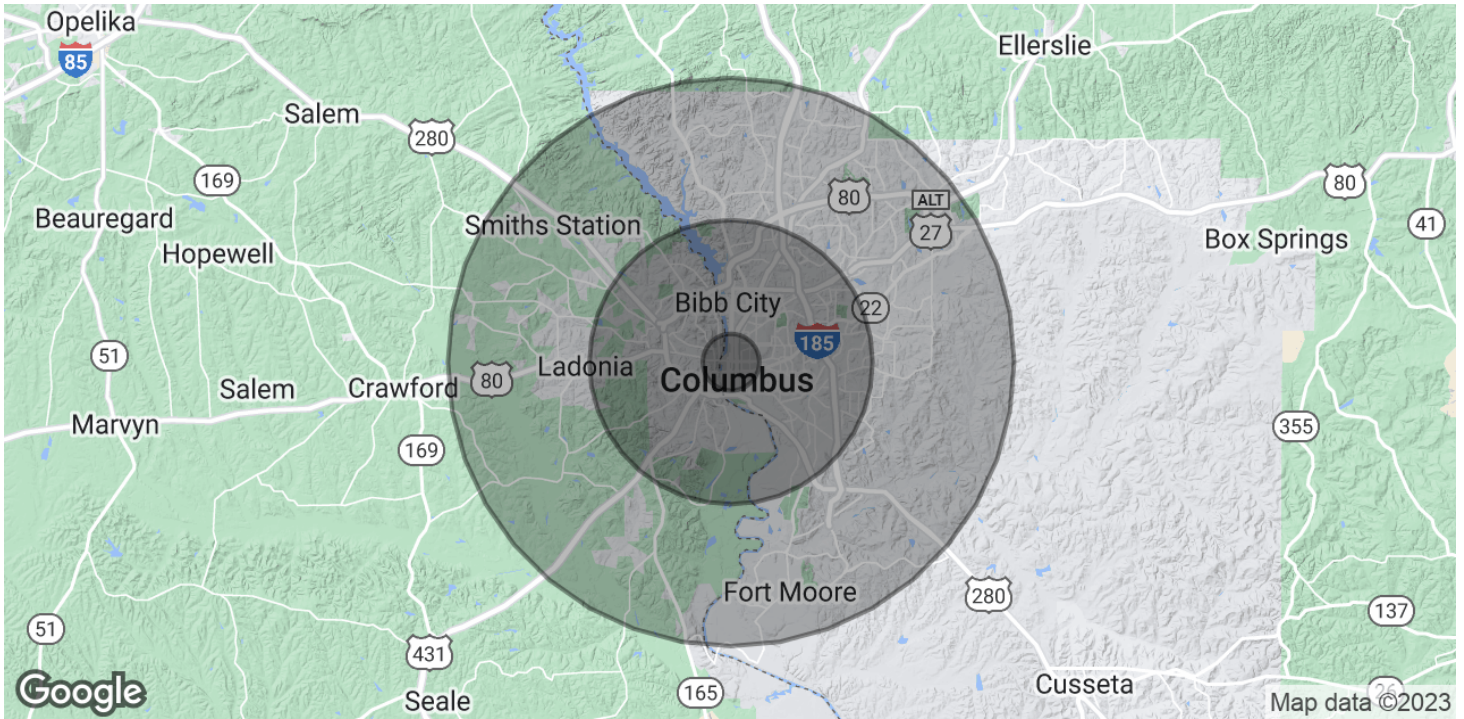 Opelika
85
Ellerslie
Salem
280
169
80
80
ALT
27
Beauregard
Smiths Station
41
Hopewell
Box Springs
Bibb City
22
185
51
Ladonia
Columbus
80
Salem
Crawford
Marvyn
355
169
Fort Moore
280
137
51
431
165
Cusseta
Google
Seale
26
Map data ©2023